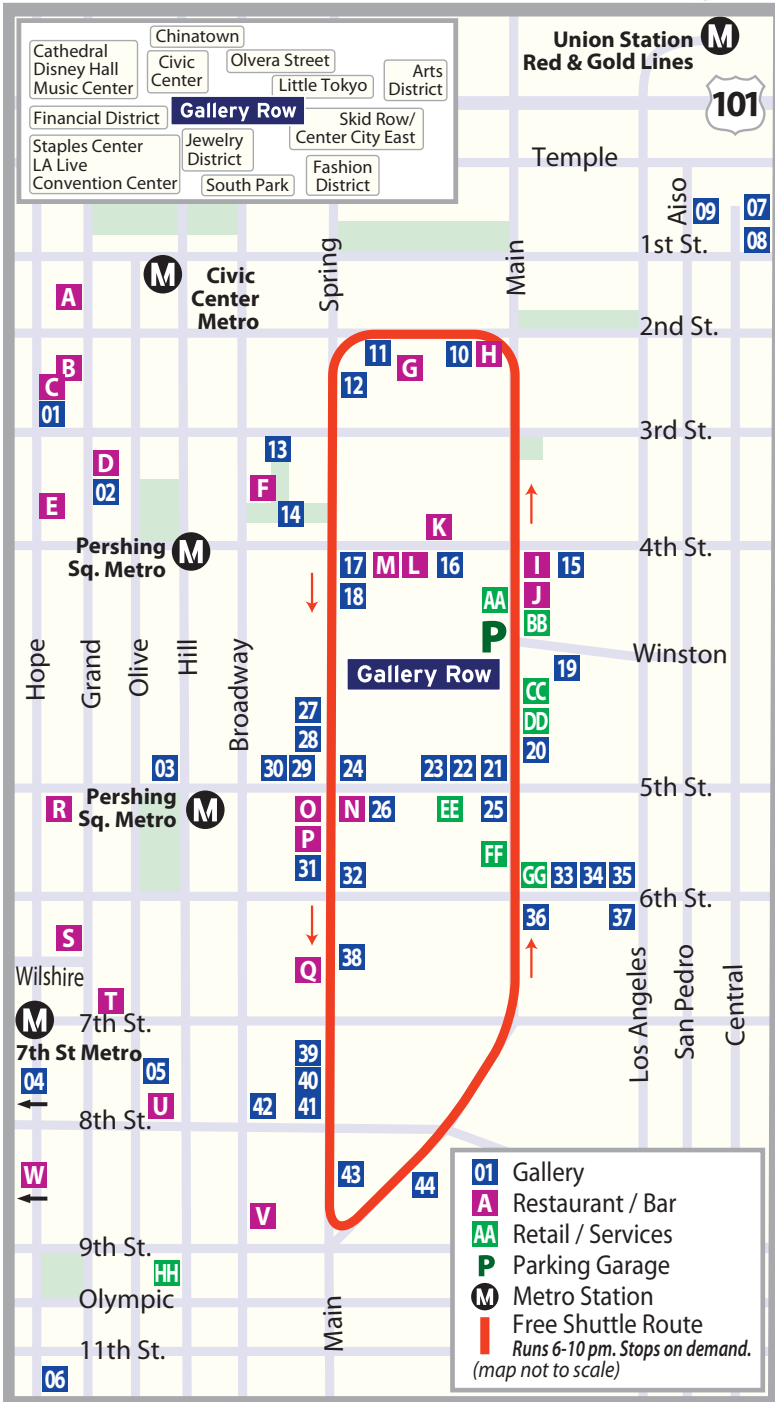 Cathedral
Disney Hall
Music Center
Chinatown
Civic
Center
Olvera Street
Little Tokyo
Arts
District
Financial District
Gallery Row
Skid Row/
Center City East
Staples Center
LA Live
Convention Center
Jewelry
District
South Park
Fashion
District
Union Station
Red & Gold Lines
M
101
Temple
Aiso
09
07
08
1st St.
Spring
Main
M
Civic
Center
Metro
A
2nd St.
11
10
H
G
12
B
C
01
3rd St.
13
D
02
F
E
14
K
Pershing
Sq. Metro
M
4th St.
17
M
L
16
I
15
18
AA
J
BB
P
Winston
Hope
Grand
Olive
Hill
Broadway
Gallery Row
19
CC
DD
20
27
28
03
30
29
24
23
22
21
5th St.
R
Pershing
Sq. Metro
M
O
N
26
EE
25
P
31
32
FF
GG
33
34
35
6th St.
36
37
S
38
Q
Wilshire
T
M
7th St.
7th St Metro
Los Angeles
San Pedro
Central
04
05
U
39
40
41
42
8th St.
W
43
44
V
9th St.
HH
Olympic
Main
11th St.
06
01 Gallery
A Restaurant / Bar
AA Retail / Services
P Parking Garage
M Metro Station
Free Shuttle Route
Runs 6-10 pm. Stops on demand.
(map not to scale)